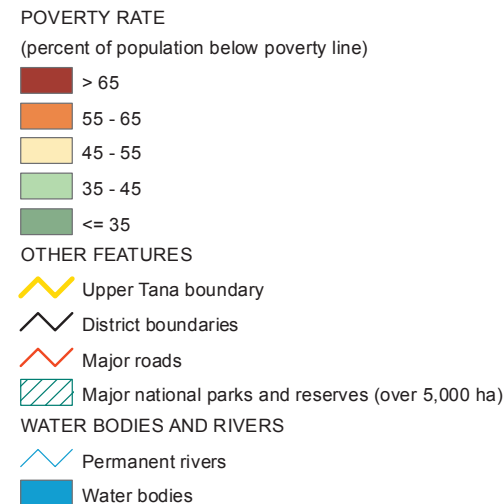 POVERTY RATE
(percent of population below poverty line)
> 65
55 - 65
45 - 55
35 - 45
<= 35
OTHER FEATURES
Upper Tana boundary
District boundaries
Major roads
Major national parks and reserves (over 5,000 ha)
WATER BODIES AND RIVERS
Permanent rivers
Water bodies